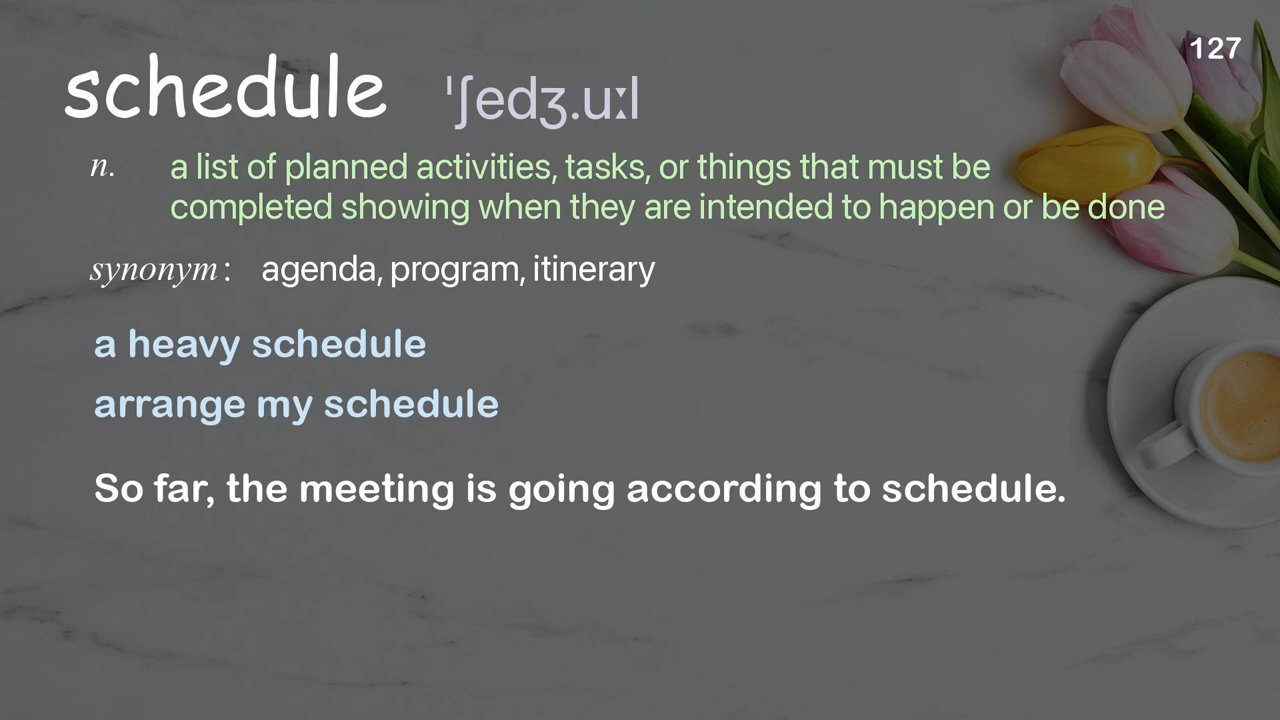 127
schedule ˈʃedʒ.uːl
n. a list of planned activities, tasks, or things that must be
completed showing when they are intended to happen or be done
synonym: agenda, program, itinerary
a heavy schedule
arrange my schedule
So far, the meeting is going according to schedule.